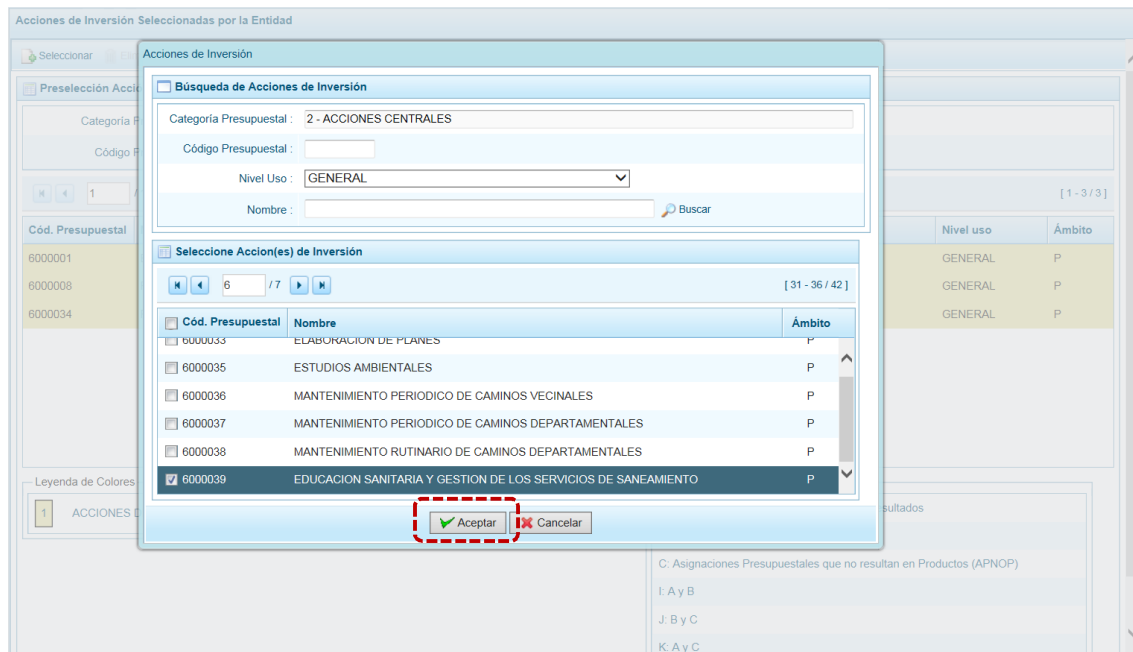 Acciones de Inversión Seleccionadas por la Entidad
Seleccionar
Acciones de Inversión
Preselección Acci
Búsqueda de Acciones de Inversión
Categoría P
Categoría Presupuestal : 2 - ACCIONES CENTRALES
Código P
Código Presupuestal :
Nivel Uso : GENERAL
1 /
[ 1 - 3 / 3 ]
Nombre : Buscar
Cód. Presupuestal Nivel uso Ámbito
Seleccione Accion(es) de Inversión
6000001 GENERAL P
6 / 7 [ 31 - 36 / 42 ]
6000008 GENERAL P
6000034 GENERAL P
Cód. Presupuestal Nombre Ámbito
6000033 ELABORACION DE PLANES P
6000035 ESTUDIOS AMBIENTALES P
6000036 MANTENIMIENTO PERIODICO DE CAMINOS VECINALES P
6000037 MANTENIMIENTO PERIODICO DE CAMINOS DEPARTAMENTALES P
6000038 MANTENIMIENTO RUTINARIO DE CAMINOS DEPARTAMENTALES P
6000039 EDUCACION SANITARIA Y GESTION DE LOS SERVICIOS DE SANEAMIENTO P
Leyenda de Colores
1 ACCIONES
sultados
Aceptar Cancelar
C: Asignaciones Presupuestales que no resultan en Productos (APNOP)
I: A y B
J: B y C
K: A y C